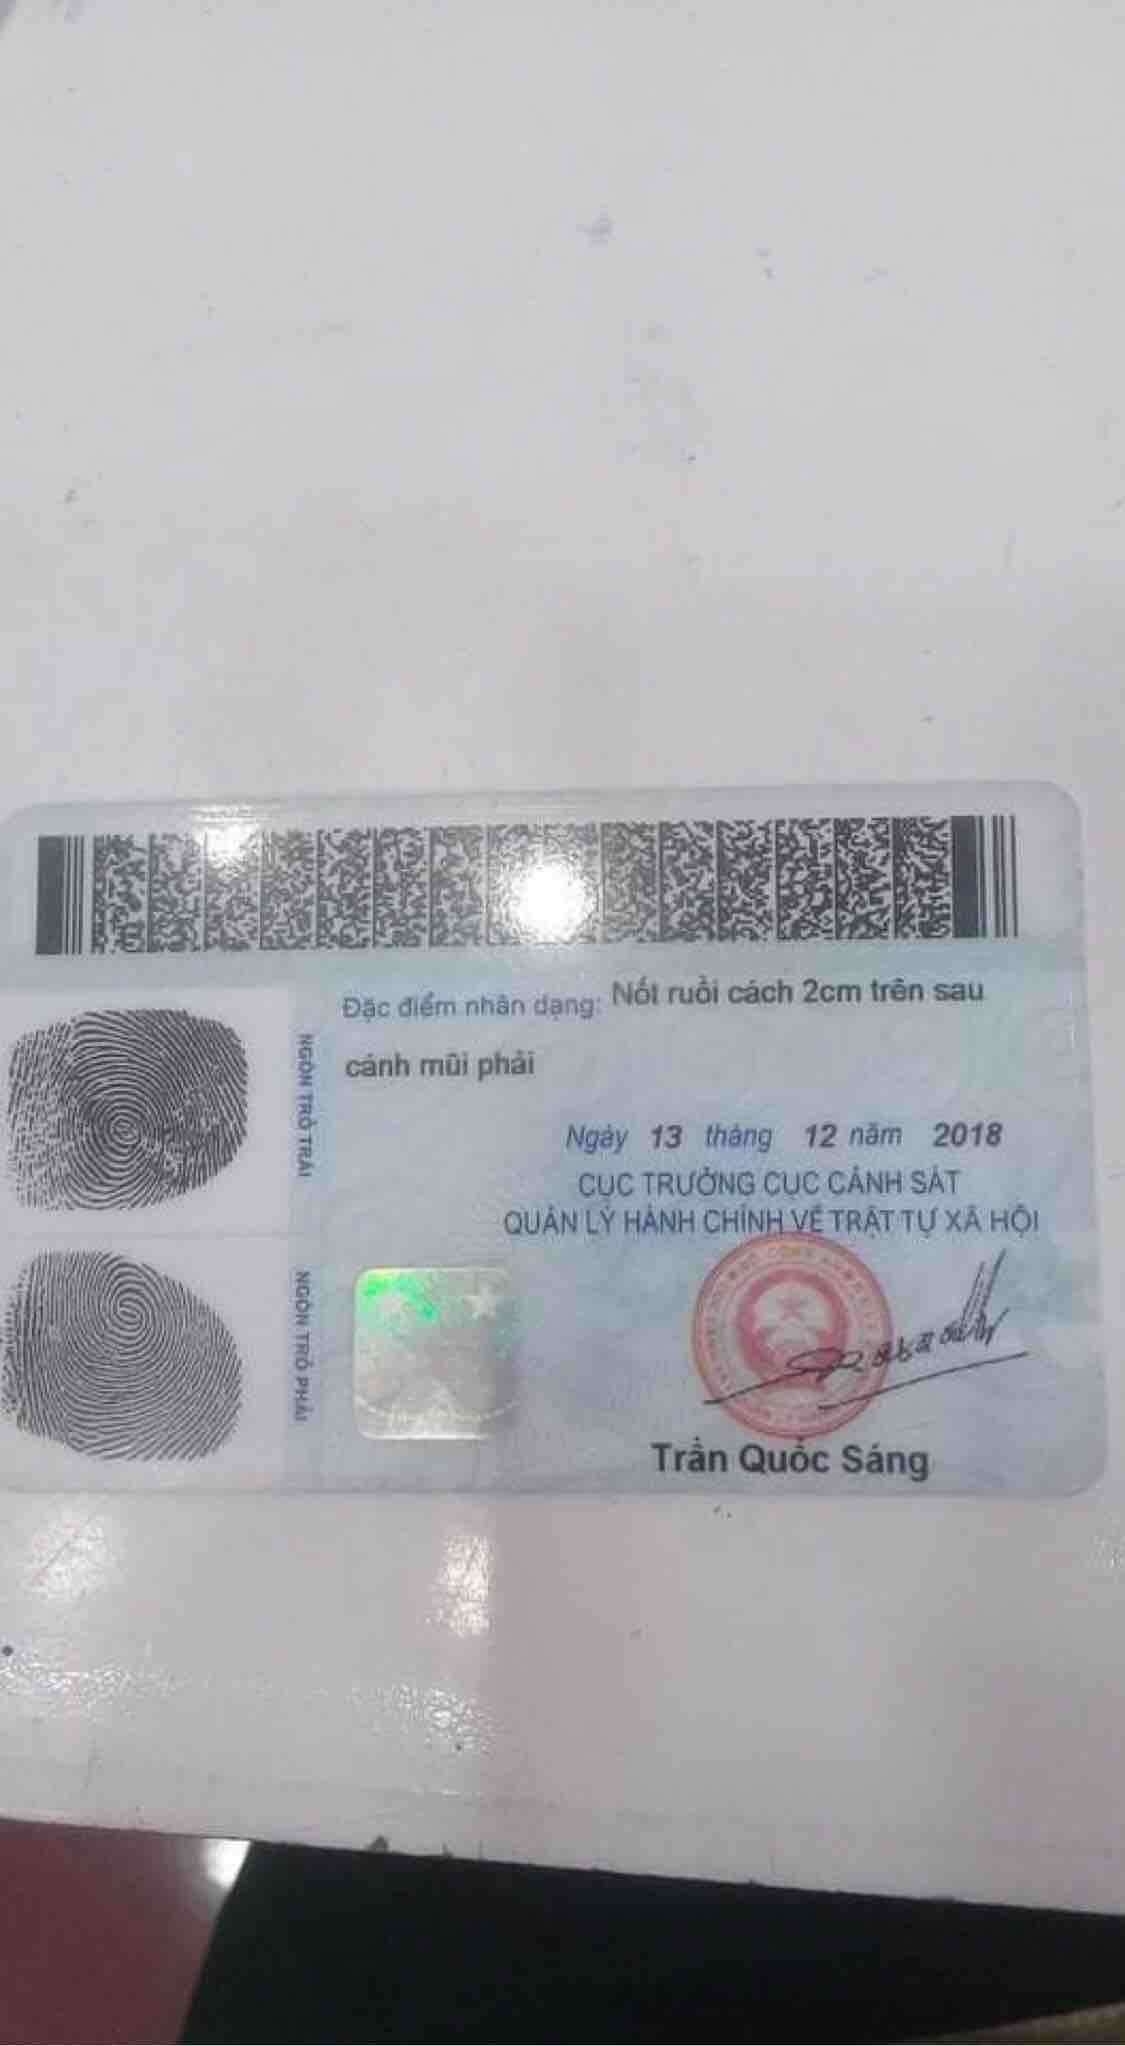 Đặc điểm nhân dạng: Nốt ruồi cách 2cm trên sau
cánh mũi phải
NGÓN TRỎ TRÁI
Ngày 13 tháng 12 năm 2018
CỤC TRƯỞNG CỤC CẢNH SÁT
QUẢN LÝ HÀNH CHÍNH VỀ TRẬT TỰ XÃ HỘI
NGÓN TRỎ PHẢI
Trần Quốc Sáng